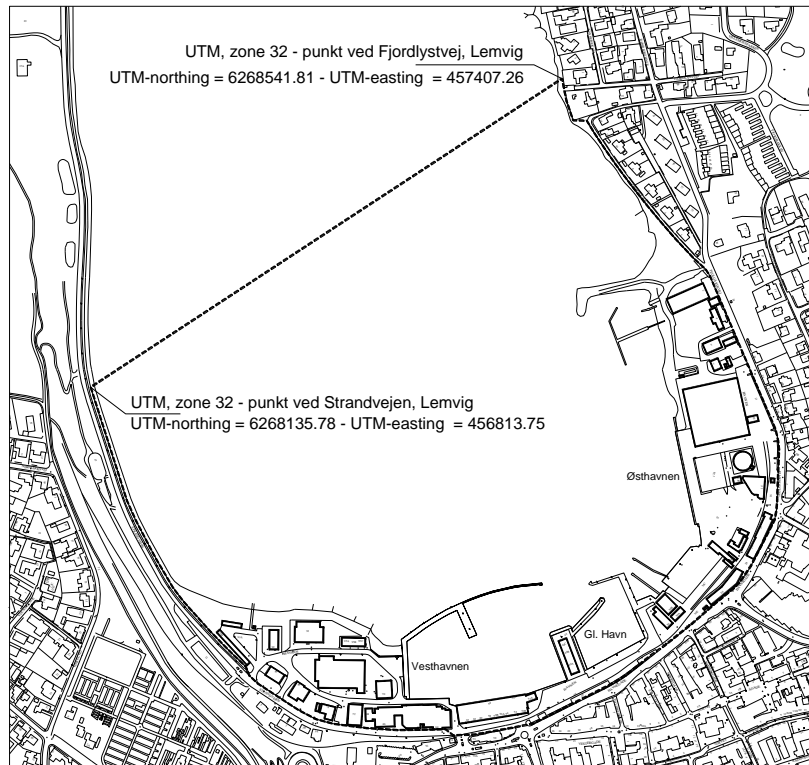 UTM, zone 32 - punkt ved Fjordlystvej, Lemvig
UTM-northing = 6268541.81 - UTM-easting = 457407.26
UTM, zone 32 - punkt ved Strandvejen, Lemvig
UTM-northing = 6268135.78 - UTM-easting = 456813.75
Østhavnen
Gl. Havn
Vesthavnen